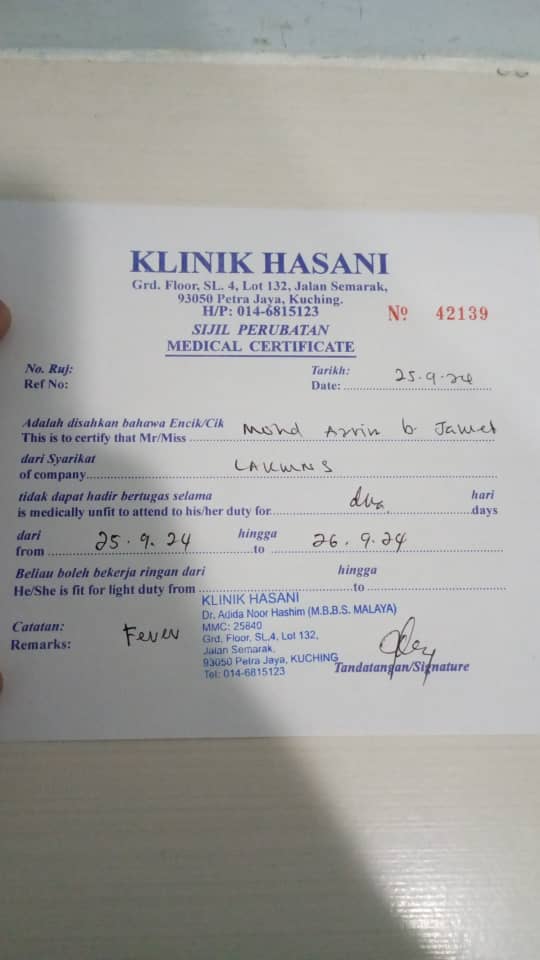 KLINIK HASANI
Grd. Floor, SL. 4, Lot 132, Jalan Semarak,
93050 Petra Jaya, Kuching.
H/P: 014-6815123
Nº 42139
SIJIL PERUBATAN
MEDICAL CERTIFICATE
No. Ruj:
Ref No:
Tarikh:
Date: 25.9.24
Adalah disahkan bahawa Encik/Cik
This is to certify that Mr/Miss Mohd Azrin b. Jamet
dari Syarikat
of company LAKUMNS
tidak dapat hadir bertugas selama hari
is medically unfit to attend to his/her duty for dua days
dari hingga
from 25.9.24 to 26.9.24
Beliau boleh bekerja ringan dari hingga
He/She is fit for light duty from to
Catatan:
Remarks: Fever
KLINIK HASANI
Dr. Adida Noor Hashim (M.B.B.S. MALAYA)
MMC: 25840
Grd. Floor, SL,4, Lot 132,
Jalan Semarak,
93050 Petra Jaya, KUCHING
Tel: 014-6815123
Tandatangan/Signature